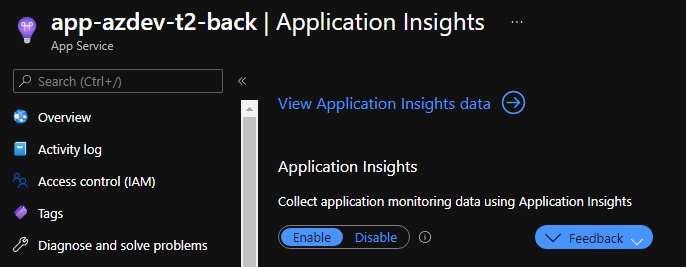 app-azdev-t2-back | Application Insights ...
App Service
Search (Ctrl+/) «
Overview
Activity log
Access control (IAM)
Tags
Diagnose and solve problems
View Application Insights data
Application Insights
Collect application monitoring data using Application Insights
Enable Disable
Feedback